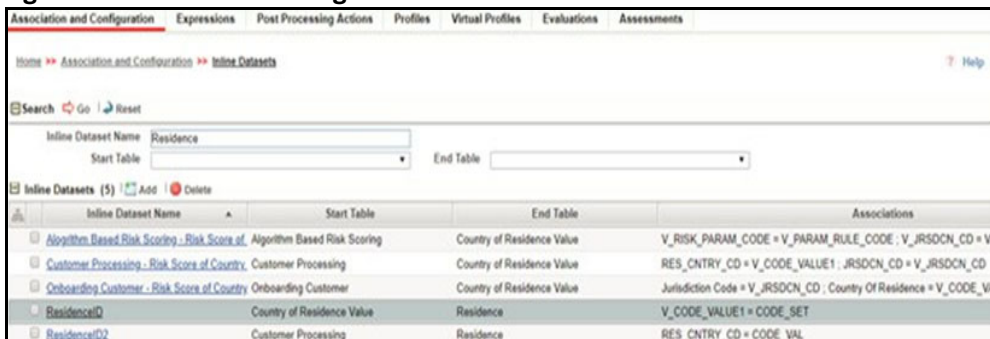 Association and Configuration Expressions Post Processing Actions Profiles Virtual Profiles Evaluations Assessments
Home >> Association and Configuration >> Inline Datasets ? Help
Search Go Reset
Inline Dataset Name Residence
Start Table End Table
Inline Datasets (5) Add Delete
Inline Dataset Name Start Table End Table Associations
Alogrithm Based Risk Scoring - Risk Score of Algorithm Based Risk Scoring Country of Residence Value V_RISK_PARAM_CODE = V_PARAM_RULE_CODE ; V_JRSDCN_CD = V
Customer Processing - Risk Score of Country Customer Processing Country of Residence Value RES_CNTRY_CD = V_CODE_VALUE1 ; JRSDCN_CD = V_JRSDCN_CD
Onboarding Customer - Risk Score of Country Onboarding Customer Country of Residence Value Jurisdiction Code = V_JRSDCN_CD ; Country Of Residence = V_CODE_V
ResidenceID Country of Residence Value Residence V_CODE_VALUE1 = CODE_SET
ResidenceID2 Customer Processing Residence RES_CNTRY_CD = CODE_VAL